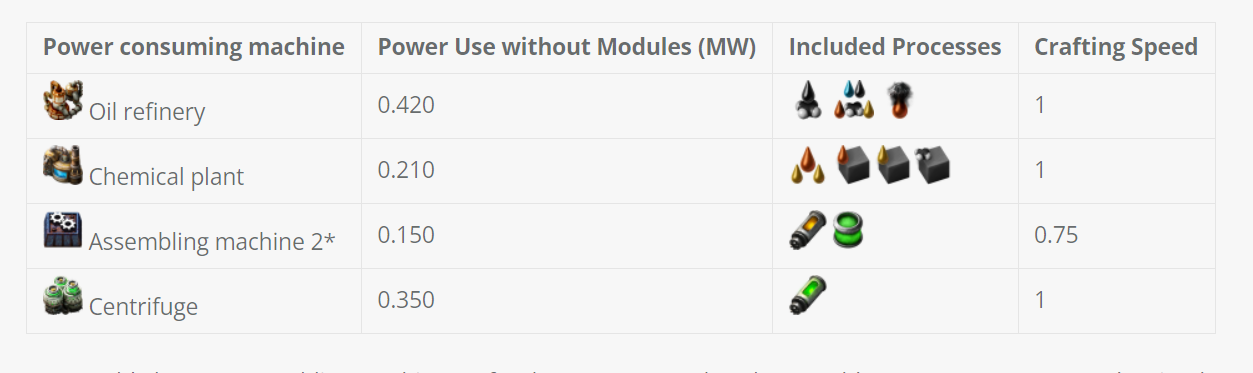 Power consuming machine Power Use without Modules (MW) Included Processes Crafting Speed
Oil refinery 0.420 1
Chemical plant 0.210 1
Assembling machine 2* 0.150 0.75
Centrifuge 0.350 1